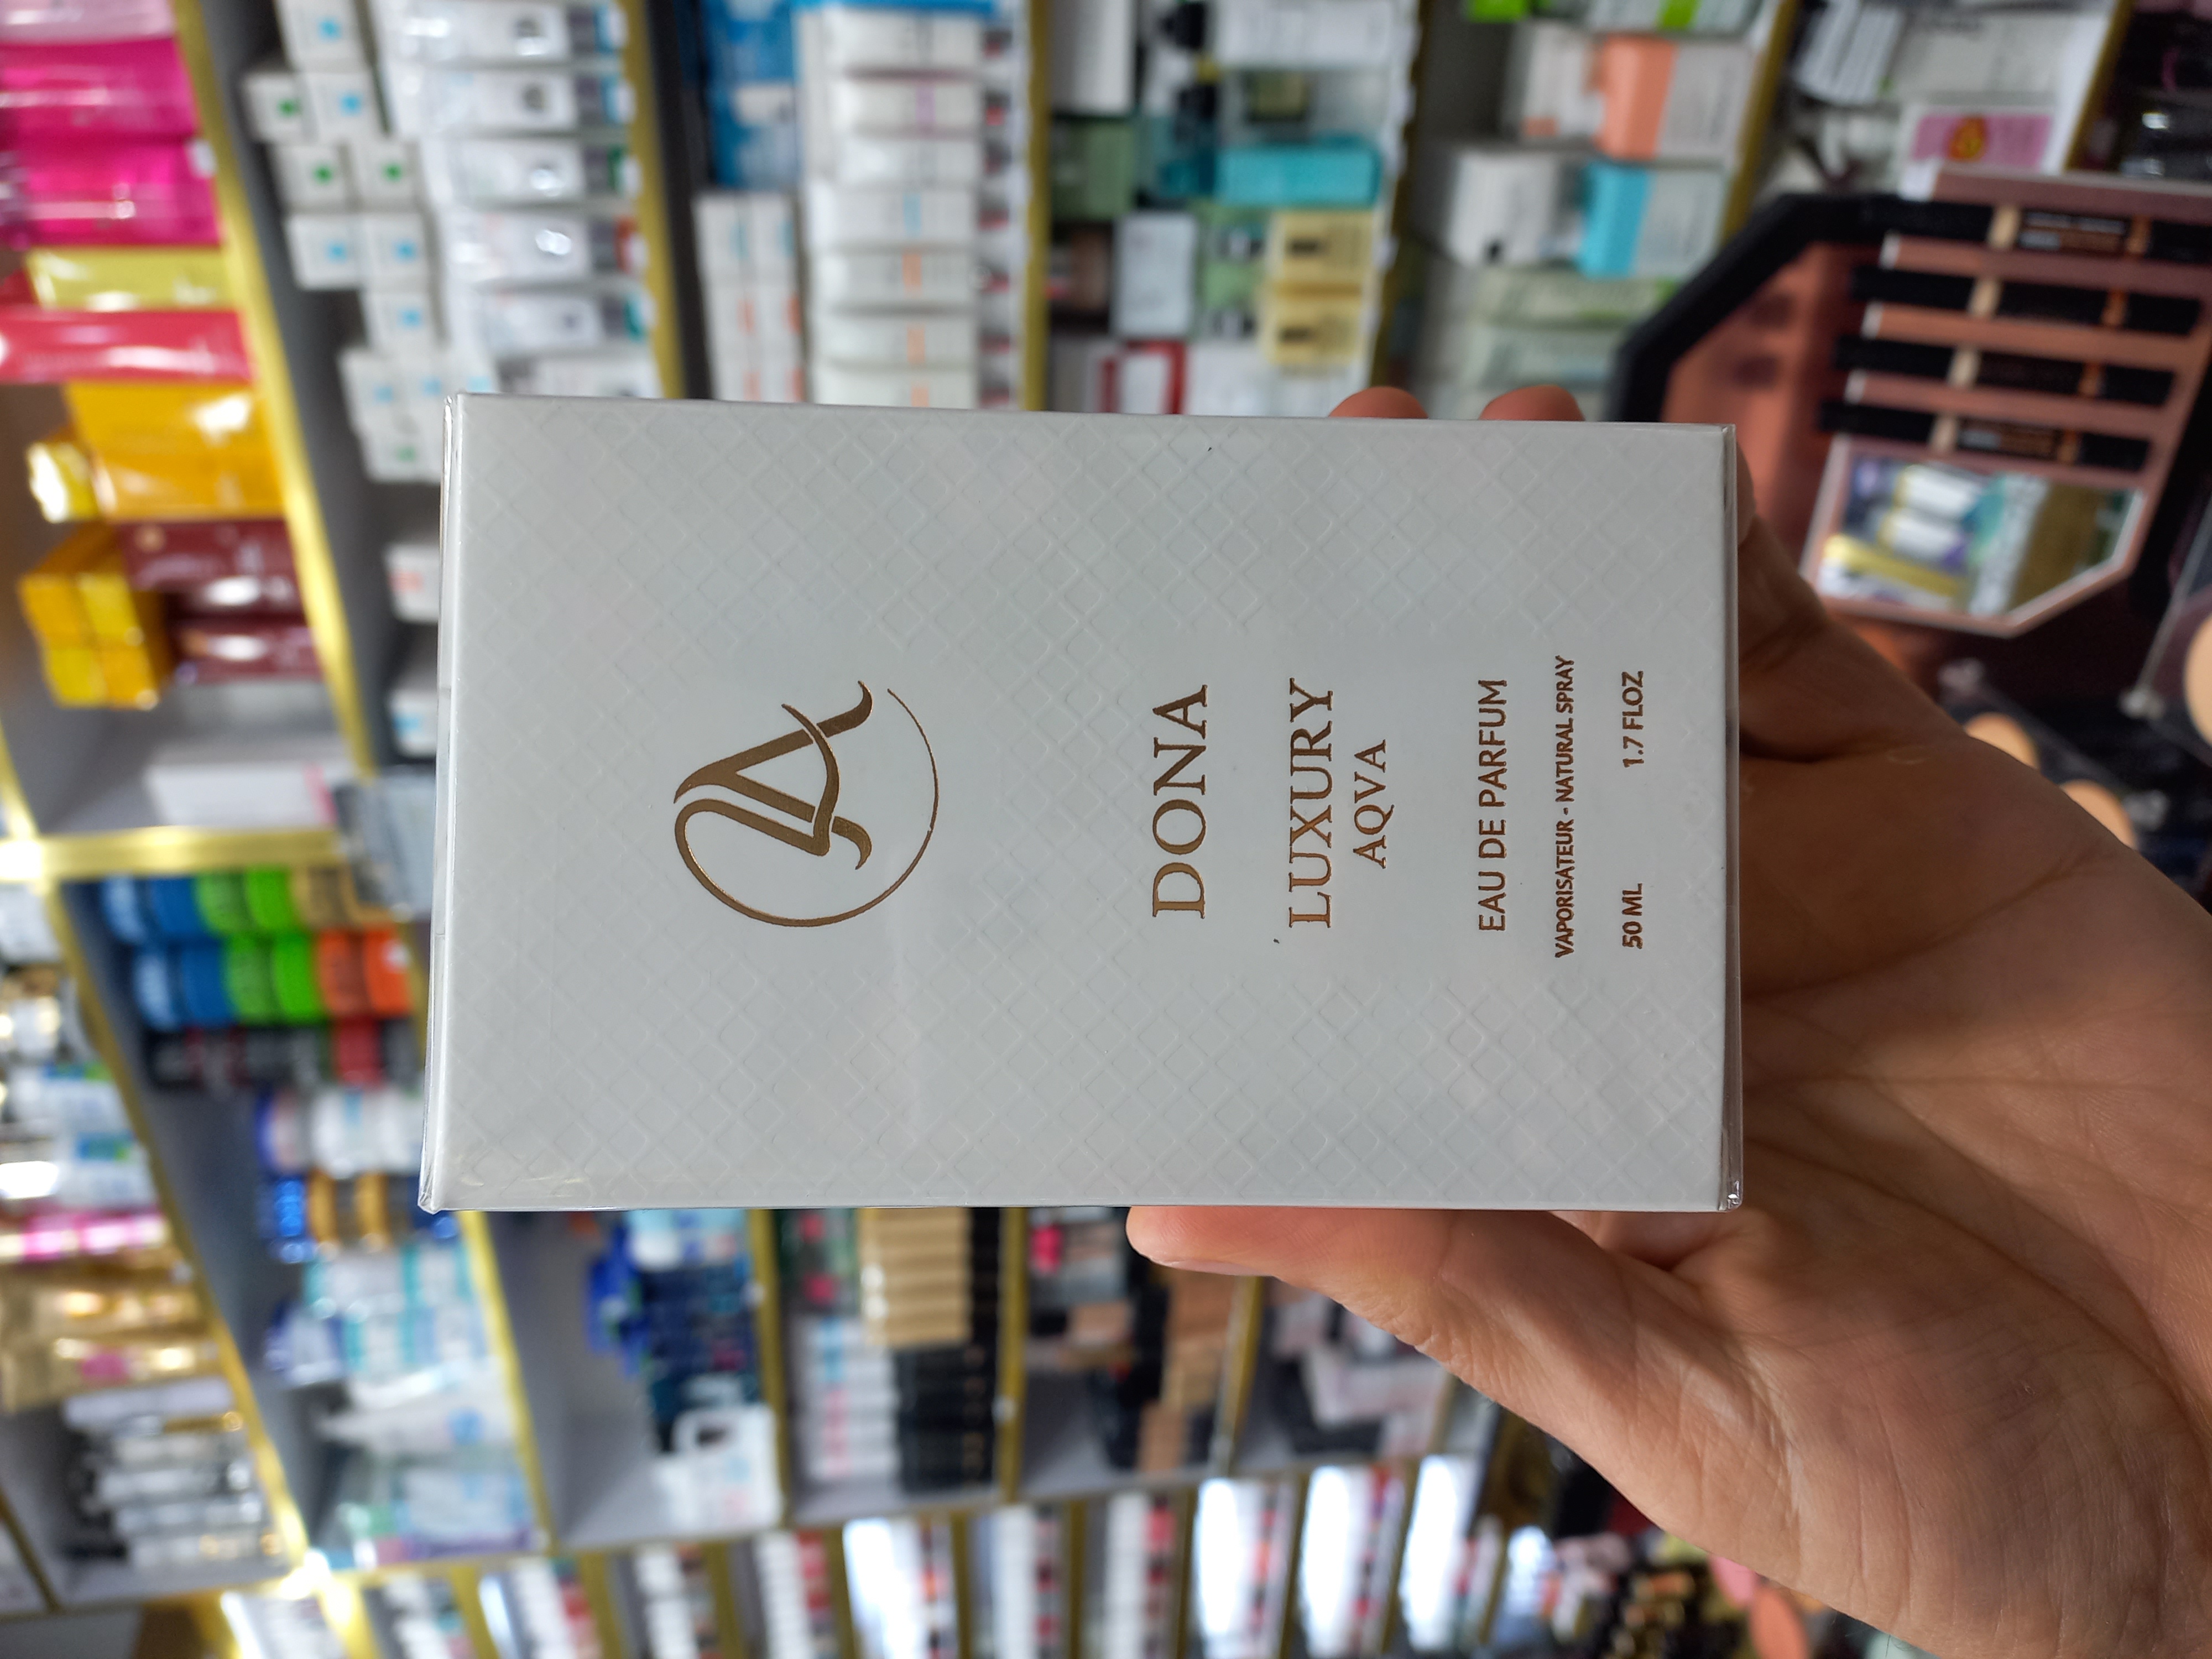 DONA
LUXURY
AQVA
EAU DE PARFUM
VAPORISATEUR - NATURAL SPRAY
50 ML 1.7 FLOZ